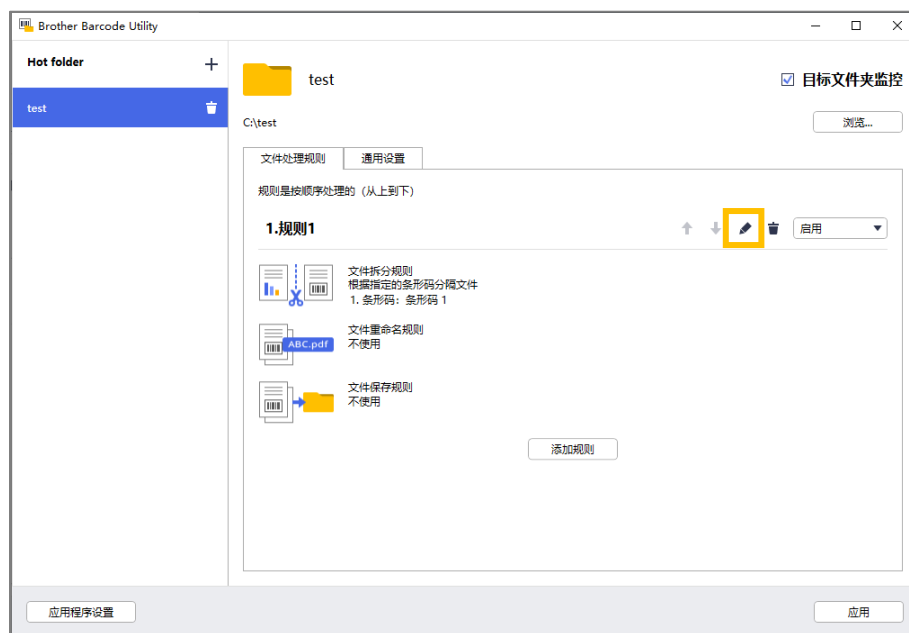 Brother Barcode Utility
Hot folder
test
test
目标文件夹监控
C:\test
浏览...
文件处理规则
通用设置
规则是按顺序处理的（从上到下）
1.规则1
启用
文件拆分规则
根据指定的条形码分隔文件
1. 条形码：条形码 1
ABC.pdf
文件重命名规则
不使用
文件保存规则
不使用
添加规则
应用程序设置
应用